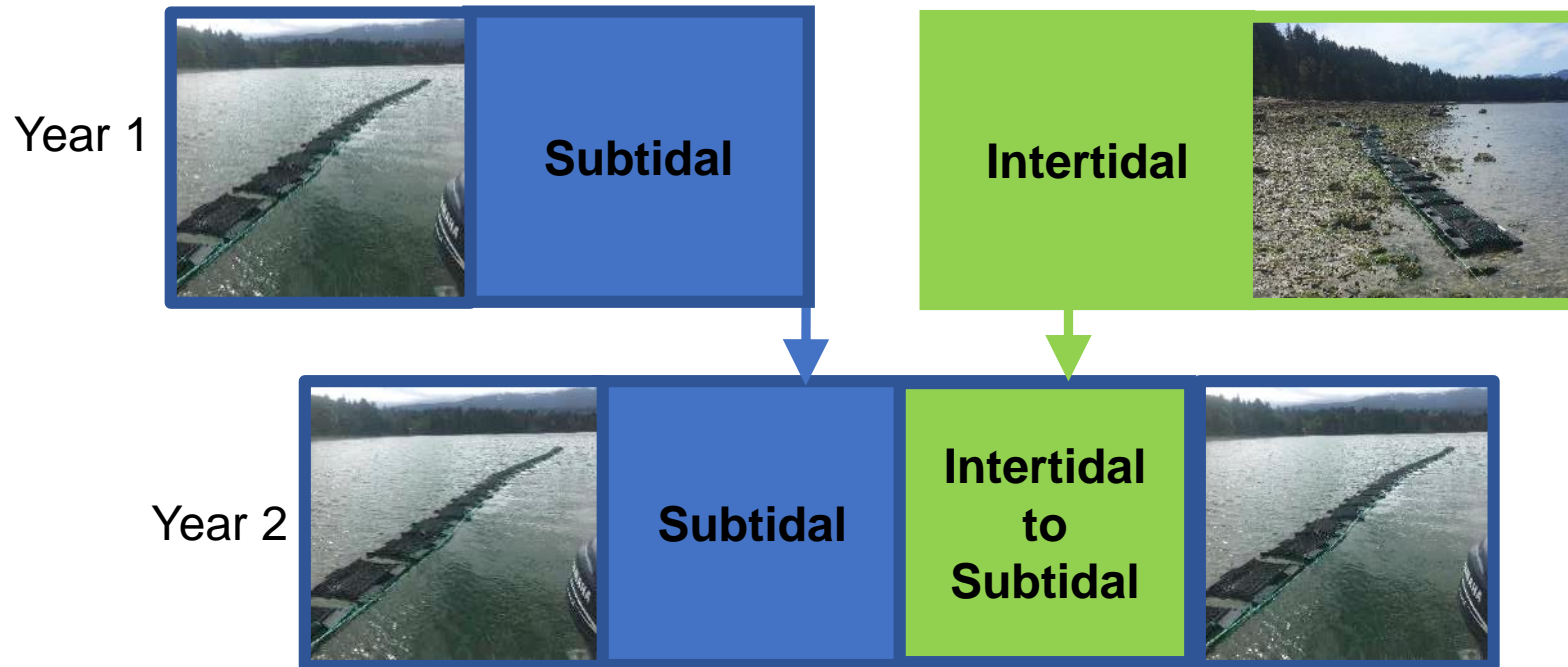 Year 1
Subtidal
Intertidal
Year 2
Subtidal
Intertidal
to
Subtidal